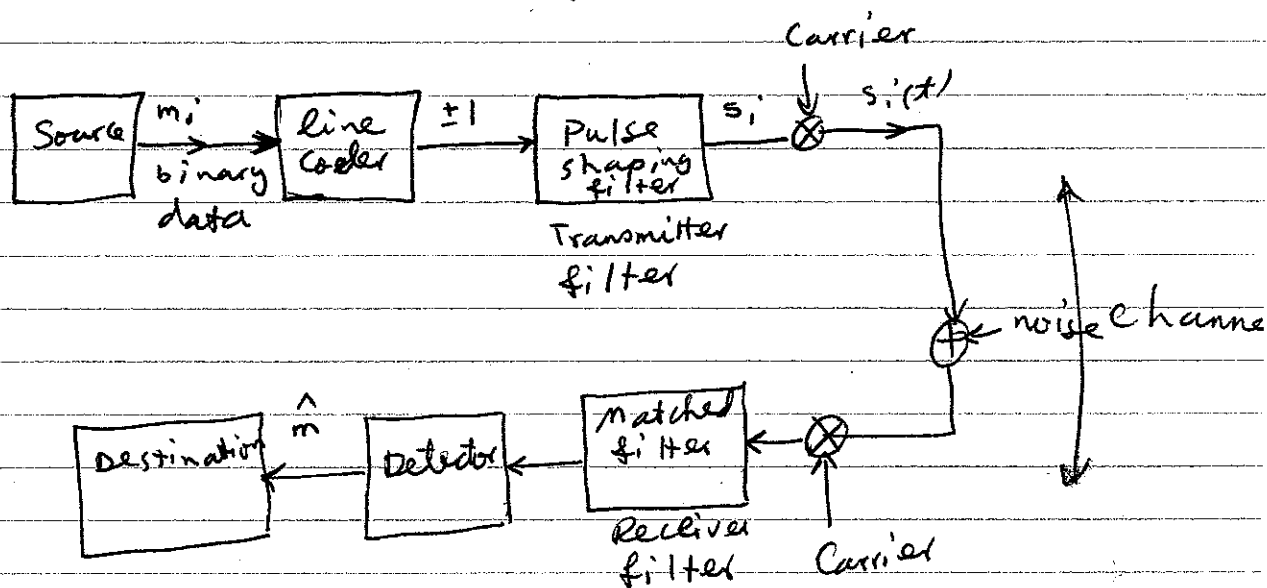 Carrier
Source
m_i
binary
data
line
coder
±1
Pulse
shaping
filter
Transmitter
filter
s_i
s_i(t)
noise
Channe
Matched
filter
Receiver
filter
Carrier
Detector
m̂
Destination